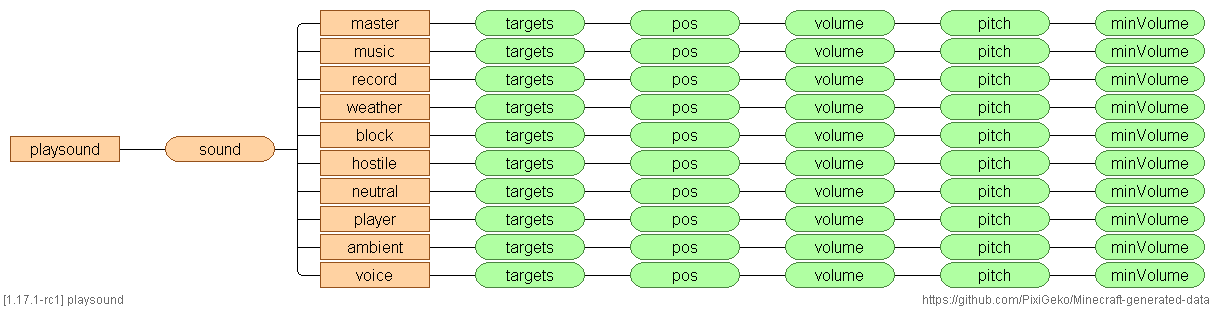 master targets pos volume pitch minVolume
music targets pos volume pitch minVolume
record targets pos volume pitch minVolume
weather targets pos volume pitch minVolume
playsound sound block targets pos volume pitch minVolume
hostile targets pos volume pitch minVolume
neutral targets pos volume pitch minVolume
player targets pos volume pitch minVolume
ambient targets pos volume pitch minVolume
voice targets pos volume pitch minVolume
[1.17.1-rc1] playsound https://github.com/PixiGeko/Minecraft-generated-data